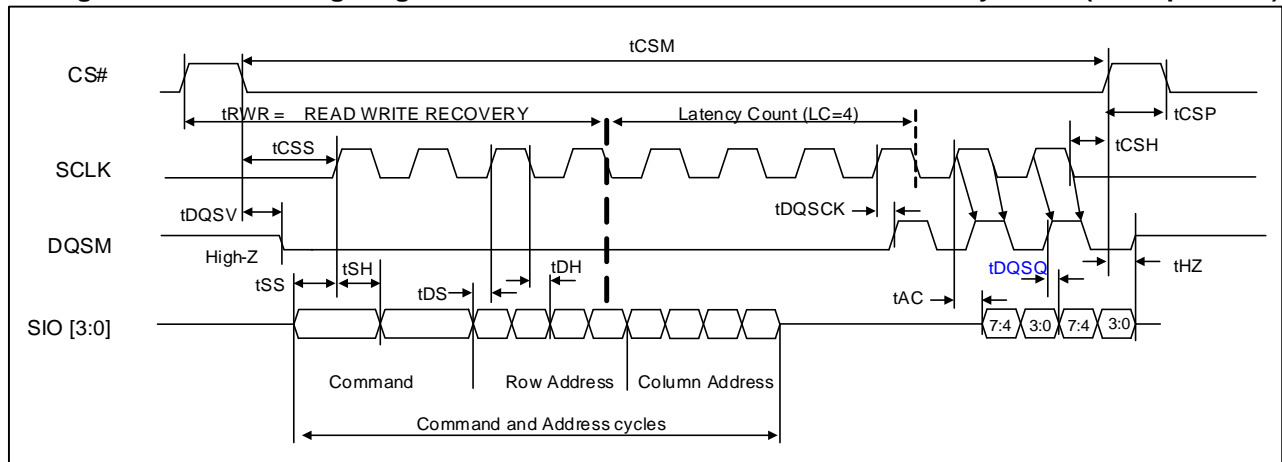 tCSM
CS#
tRWR = READ WRITE RECOVERY
Latency Count (LC=4)
tCSP
tCSS
tCSH
SCLK
tDQSV
tDQSCK
DQSM
High-Z
tSS
tSH
tDS
tDH
tDQSQ
tHZ
tAC
SIO [3:0]
7:4 3:0 7:4 3:0
Command
Row Address
Column Address
Command and Address cycles